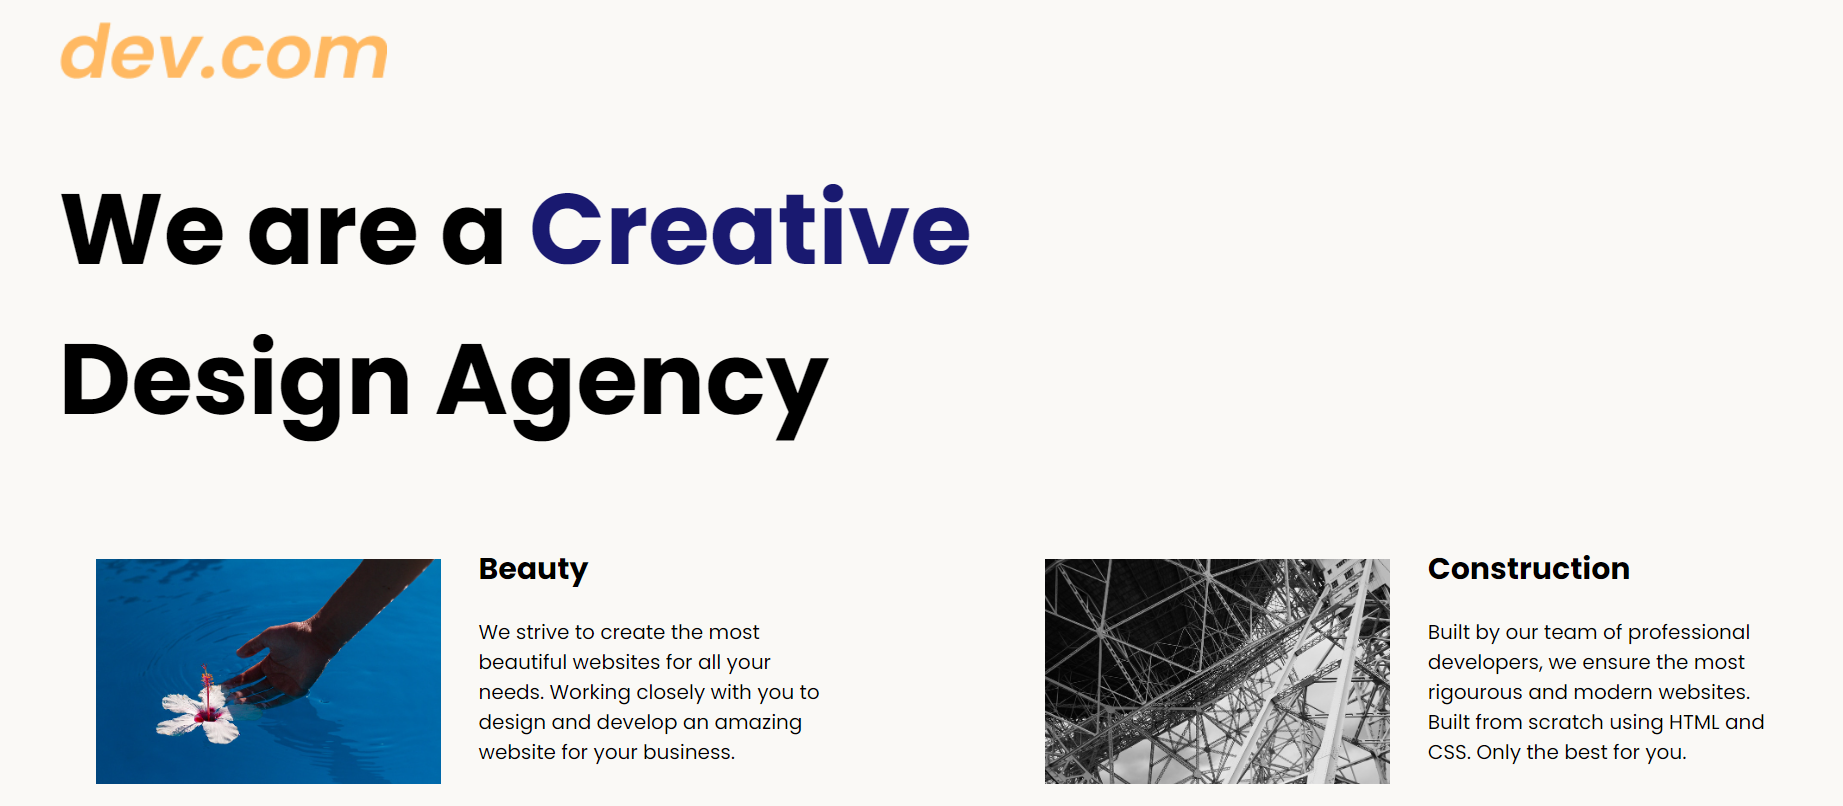 dev.com
We are a Creative
Design Agency
Beauty
We strive to create the most
beautiful websites for all your
needs. Working closely with you to
design and develop an amazing
website for your business.
Construction
Built by our team of professional
developers, we ensure the most
rigourous and modern websites.
Built from scratch using HTML and
CSS. Only the best for you.